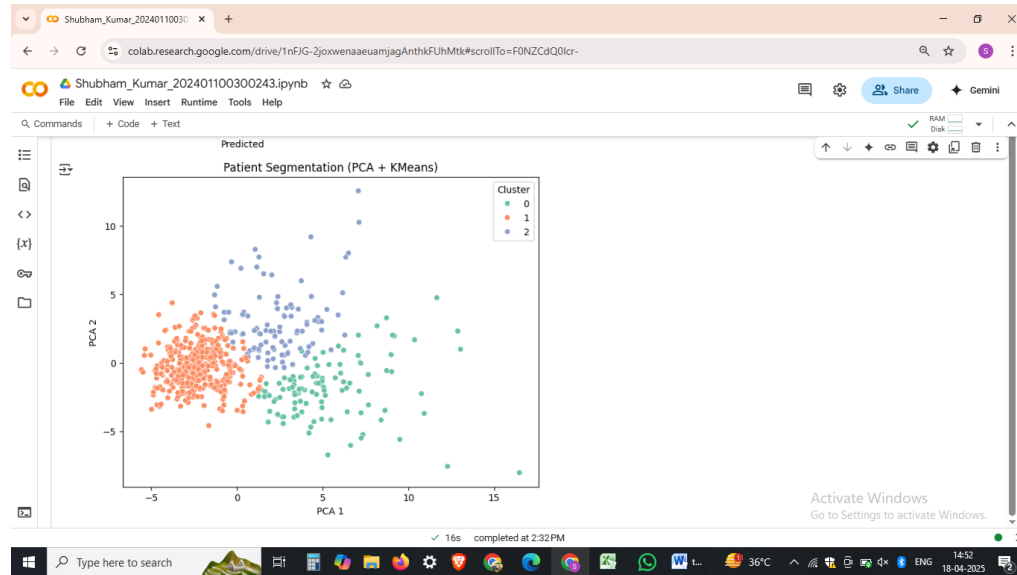 Shubham_Kumar_20240110030
colab.research.google.com/drive/1nFJG-2joxwenaaeuamjagAnthkFUhMtk#scrollTo=F0NZCdQ0Icr-
S
Shubham_Kumar_202401100300243.ipynb
File Edit View Insert Runtime Tools Help
Share
Gemini
Commands + Code + Text
RAM
Disk
Predicted
Patient Segmentation (PCA + KMeans)
Cluster
0
1
2
10
5
0
−5
PCA 2
−5 0 5 10 15
PCA 1
{x}
Activate Windows
Go to Settings to activate Windows.
16s completed at 2:32 PM
Type here to search
W t...
36°C
ENG
14:52
18-04-2025
2